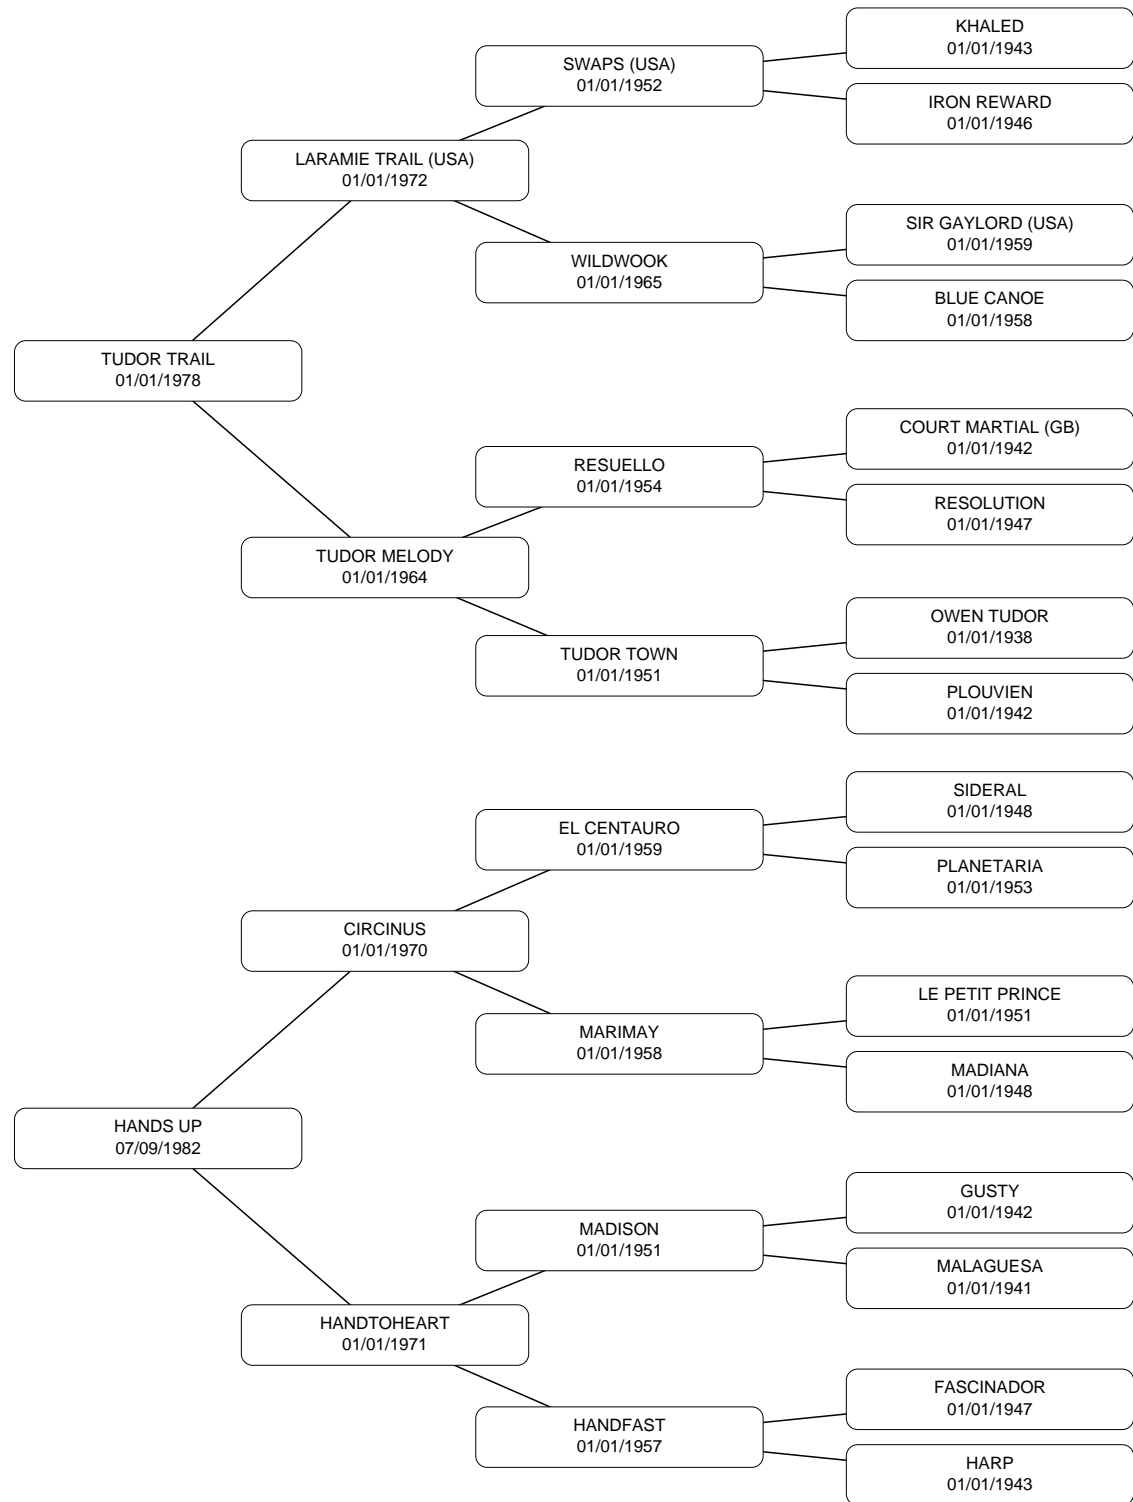 KHALED
01/01/1943
SWAPS (USA)
01/01/1952
IRON REWARD
01/01/1946
LARAMIE TRAIL (USA)
01/01/1972
SIR GAYLORD (USA)
01/01/1959
WILDWOOK
01/01/1965
BLUE CANOE
01/01/1958
TUDOR TRAIL
01/01/1978
COURT MARTIAL (GB)
01/01/1942
RESUELLO
01/01/1954
RESOLUTION
01/01/1947
TUDOR MELODY
01/01/1964
OWEN TUDOR
01/01/1938
TUDOR TOWN
01/01/1951
PLOUVIEN
01/01/1942
SIDERAL
01/01/1948
EL CENTAURO
01/01/1959
PLANETARIA
01/01/1953
CIRCINUS
01/01/1970
LE PETIT PRINCE
01/01/1951
MARIMAY
01/01/1958
MADIANA
01/01/1948
HANDS UP
07/09/1982
GUSTY
01/01/1942
MADISON
01/01/1951
MALAGUESA
01/01/1941
HANDTOHEART
01/01/1971
FASCINADOR
01/01/1947
HANDFAST
01/01/1957
HARP
01/01/1943